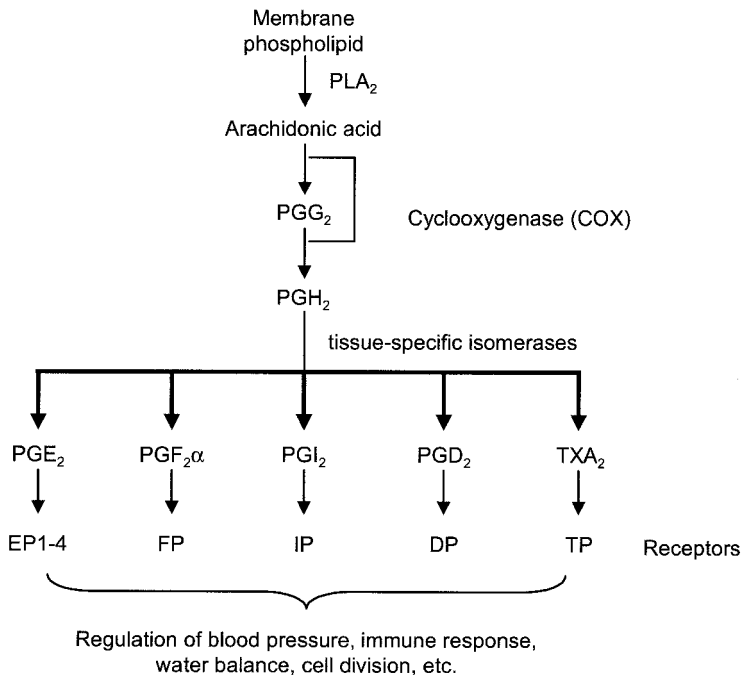 Membrane
phospholipid
PLA₂
Arachidonic acid
PGG₂
Cyclooxygenase (COX)
PGH₂
tissue-specific isomerases
PGE₂ PGF₂α PGI₂ PGD₂ TXA₂
EP1-4 FP IP DP TP Receptors
Regulation of blood pressure, immune response,
water balance, cell division, etc.